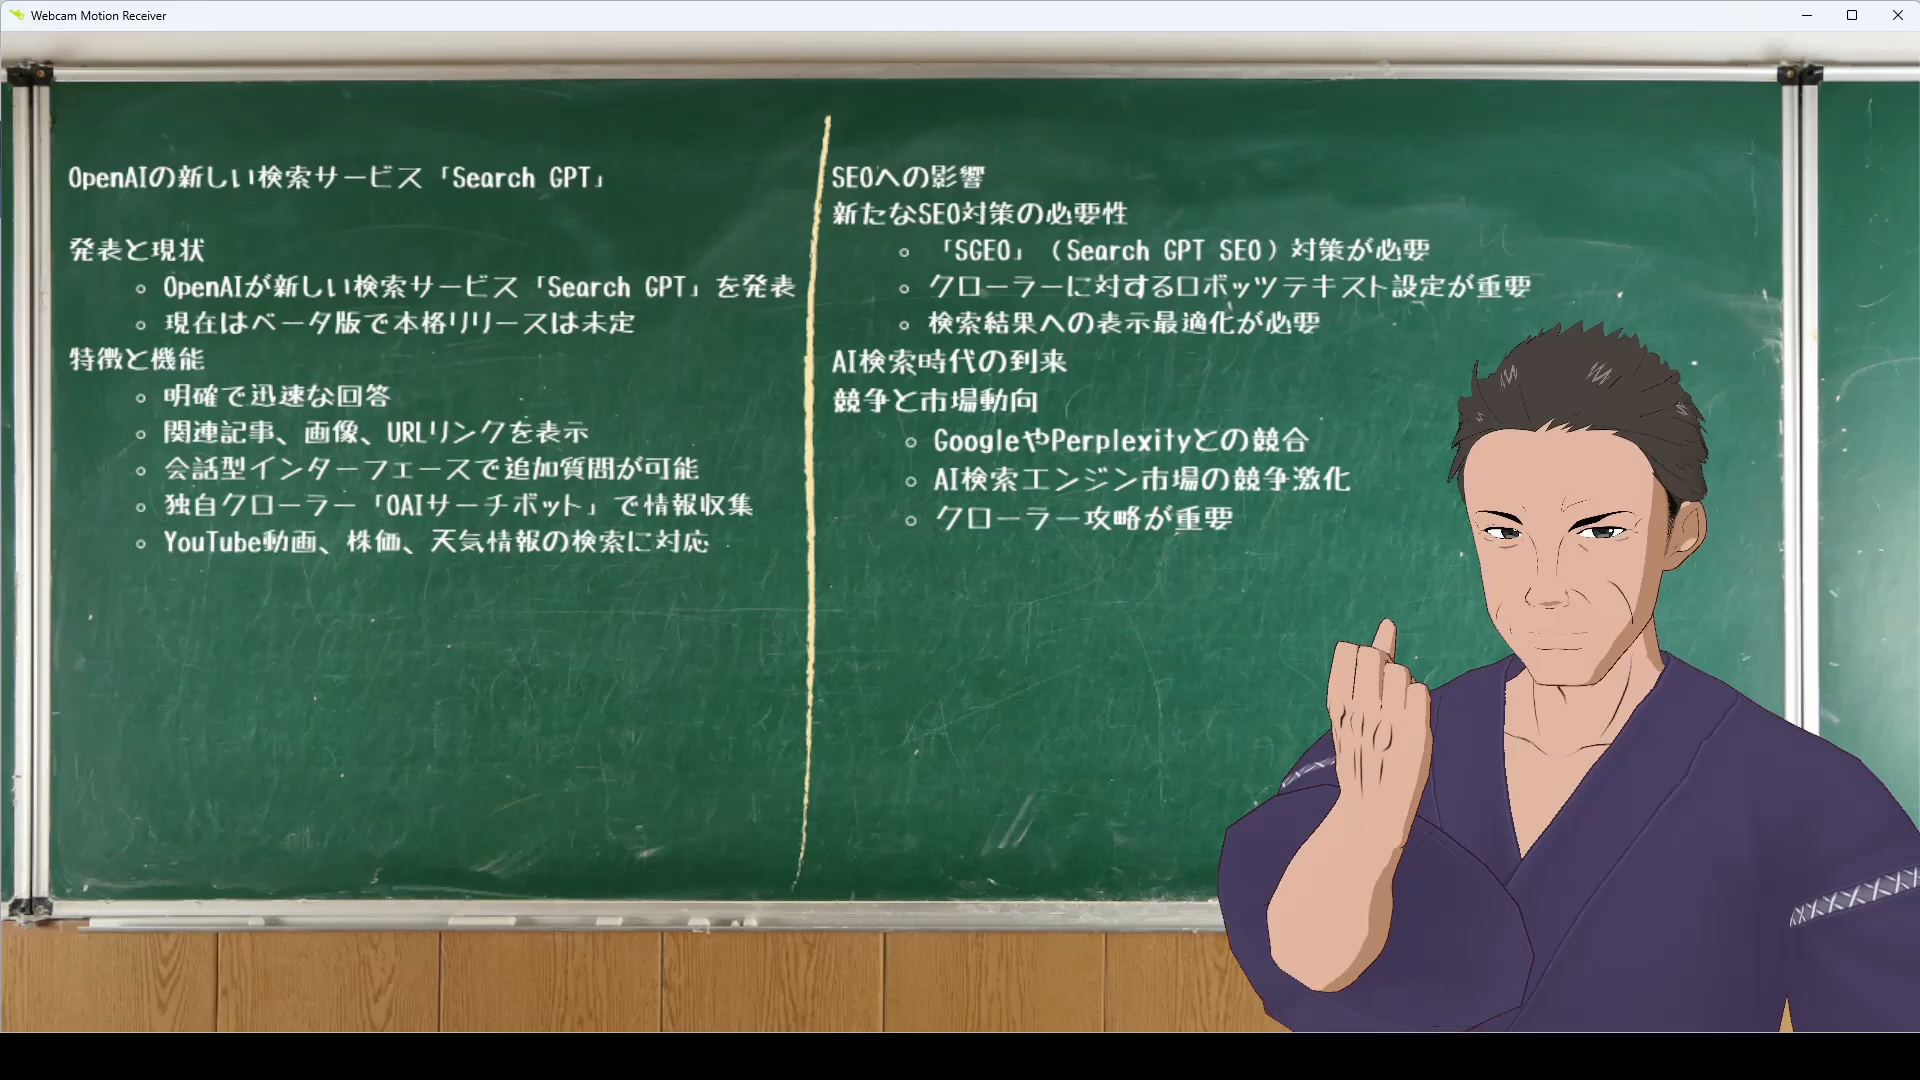 Webcam Motion Receiver
OpenAIの新しい検索サービス「Search GPT」
発表と現状
○ OpenAIが新しい検索サービス「Search GPT」を発表
○ 現在はベータ版で本格リリースは未定
特徴と機能
○ 明確で迅速な回答
○ 関連記事、画像、URLリンクを表示
○ 会話型インターフェースで追加質問が可能
○ 独自クローラー「OAIサーチボット」で情報収集
○ YouTube動画、株価、天気情報の検索に対応
SEOへの影響
新たなSEO対策の必要性
○ 「SGEO」（Search GPT SEO）対策が必要
○ クローラーに対するロボッツテキスト設定が重要
○ 検索結果への表示最適化が必要
AI検索時代の到来
競争と市場動向
○ GoogleやPerplexityとの競合
○ AI検索エンジン市場の競争激化
○ クローラー攻略が重要